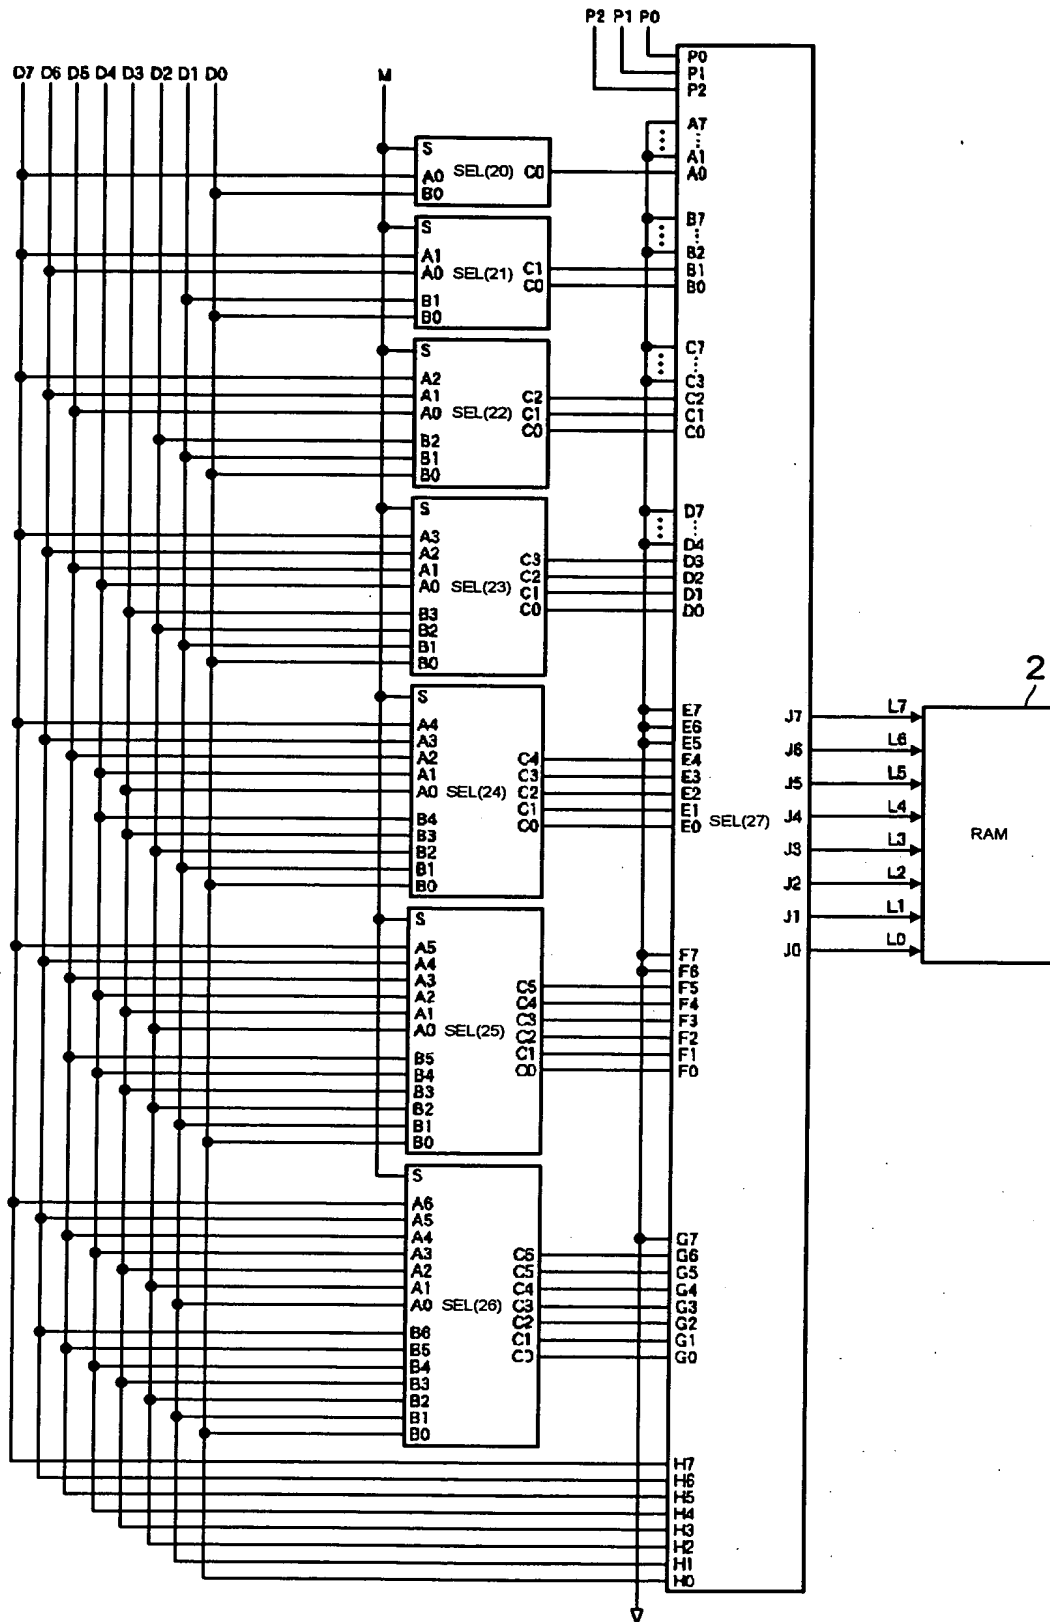 P2 P1 P0
D7 D6 D5 D4 D3 D2 D1 D0
M
P0
P1
P2
A7
A1
A0
B7
B2
B1
B0
C7
C3
C2
C1
C0
D7
D4
D3
D2
D1
D0
E7
E6
E5
E4
E3
E2
E1
E0
SEL(27)
F7
F6
F5
F4
F3
F2
F1
F0
G7
G6
G5
G4
G3
G2
G1
G0
H7
H6
H5
H4
H3
H2
H1
H0
S
A0
B0
SEL(20)
C0
S
A1
A0
B1
B0
SEL(21)
C1
C0
S
A2
A1
A0
B2
B1
B0
SEL(22)
C2
C1
C0
S
A3
A2
A1
A0
B3
B2
B1
B0
SEL(23)
C3
C2
C1
C0
S
A4
A3
A2
A1
A0
B4
B3
B2
B1
B0
SEL(24)
C4
C3
C2
C1
C0
S
A5
A4
A3
A2
A1
A0
B5
B4
B3
B2
B1
B0
SEL(25)
C5
C4
C3
C2
C1
C0
S
A6
A5
A4
A3
A2
A1
A0
B6
B5
B4
B3
B2
B1
B0
SEL(26)
C6
C5
C4
C3
C2
C1
C0
J7 L7
J6 L6
J5 L5
J4 L4
J3 L3
J2 L2
J1 L1
J0 L0
2
RAM